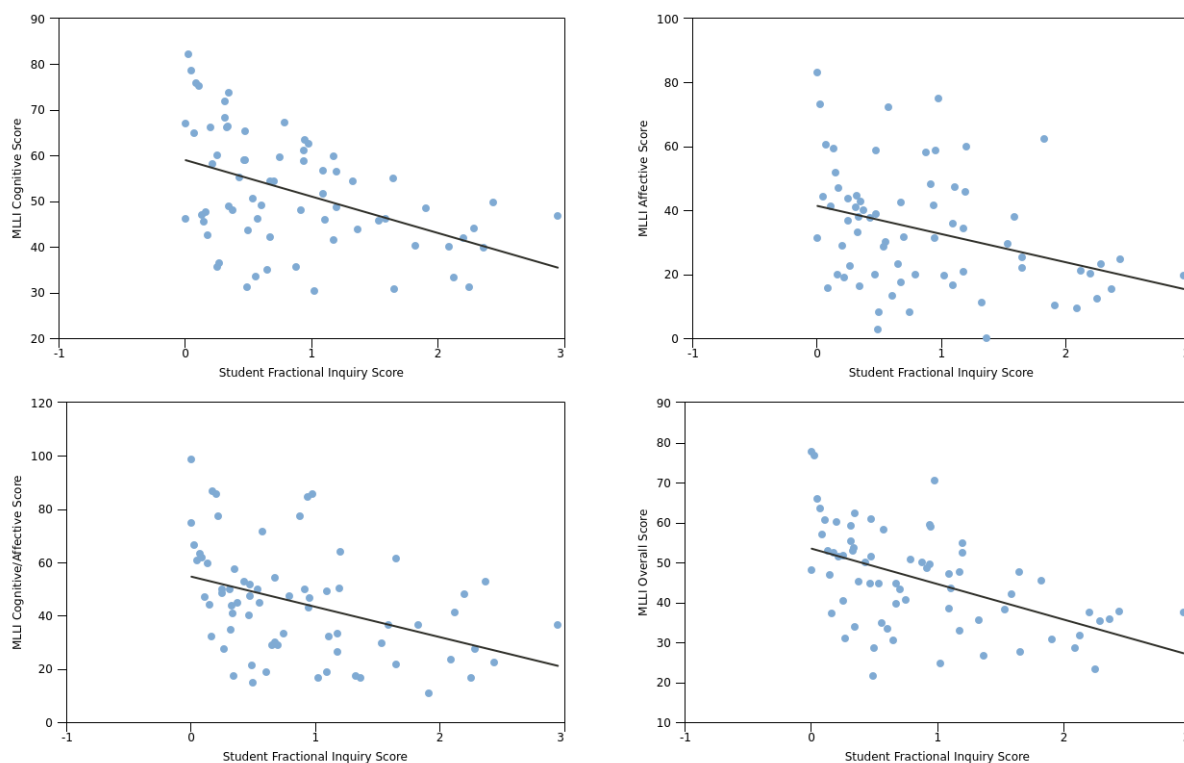 90
80
70
60
50
40
30
20
MLLI Cognitive Score
-1 0 1 2 3
Student Fractional Inquiry Score
100
80
60
40
20
0
MLLI Affective Score
-1 0 1 2 3
Student Fractional Inquiry Score
120
100
80
60
40
20
0
MLLI Cognitive/Affective Score
-1 0 1 2 3
Student Fractional Inquiry Score
90
80
70
60
50
40
30
20
10
MLLI Overall Score
-1 0 1 2
Student Fractional Inquiry Score